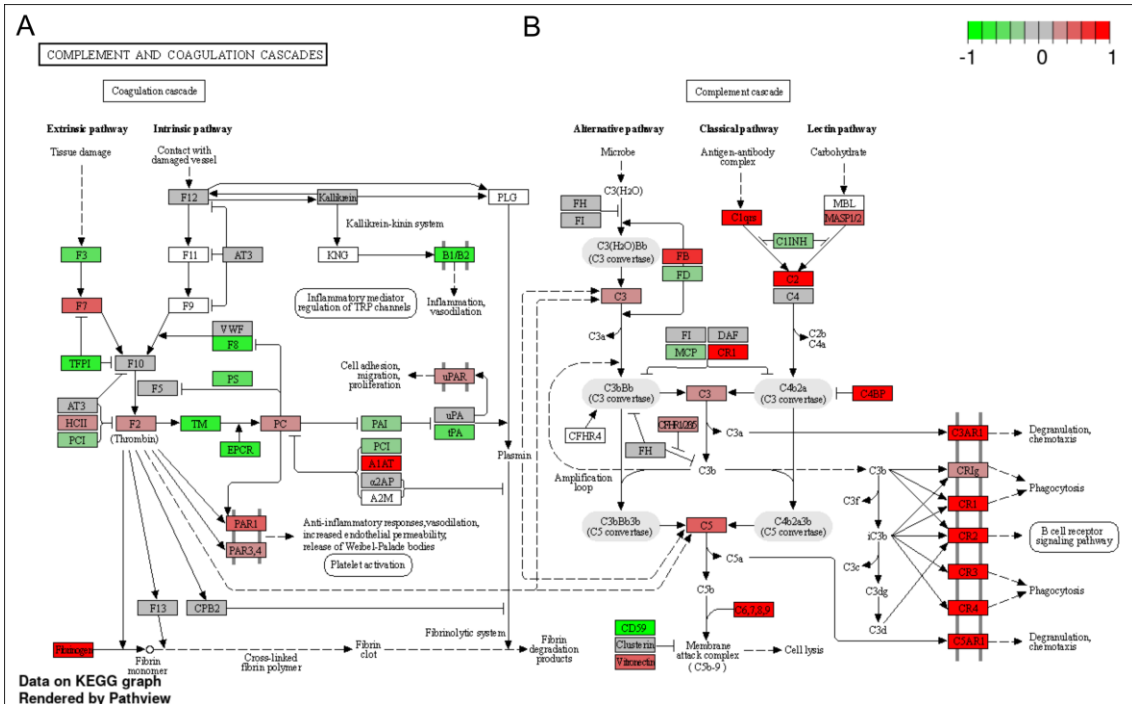 A
B
COMPLEMENT AND COAGULATION CASCADES
-1
0
1
Coagulation cascade
Complement cascade
Extrinsic pathway
Intrinsic pathway
Alternative pathway
Classical pathway
Lectin pathway
Tissue damage
Contact with
damaged vessel
Microbe
Antigen-antibody
complex
Carbohydrate
F12
Kallikrein
PLG
Kallikrein-kinin system
F3
F11
AT3
KNG
B1/B2
Inflammatory mediator
regulation of TRP channels
Inflammation,
vasodilation
F7
F9
VWF
F8
TFPI
F10
F5
PS
Cell adhesion,
migration,
proliferation
uPAR
AT3
HCII
PCI
F2
(Thrombin)
TM
EPCR
PC
PAI
uPA
tPA
Plasmin
PCI
A1AT
α2AP
A2M
PAR1
PAR3,4
Anti-inflammatory responses, vasodilation,
increased endothelial permeability,
release of Weibel-Palade bodies
Platelet activation
F13
CPB2
Fibrinolytic system
Fibrin
monomer
Cross-linked
fibrin polymer
Fibrin
clot
Fibrin
degradation
products
C3(H2O)
FH
FI
C3(H2O)Bb
(C3 convertase)
FB
FD
C3
C3a
C1qrs
MBL
MASP1/2
C1INH
C2
C4
C2b
C4a
FI
DAF
MCP
CR1
C3bBb
(C3 convertase)
C3
C4b2a
(C3 convertase)
C4BP
CFHR4
FH
C3a
C3b
Amplification
loop
C3b
C3f
iC3b
C3c
C3dg
C3d
C3bBb3b
(C5 convertase)
C5
C4b2a3b
(C5 convertase)
C5a
C5b
C6,7,8,9
CD59
Clusterin
Vitronectin
Membrane
attack complex
(C5b-9)
Cell lysis
C3AR1
CRIg
CR1
CR2
CR3
CR4
C5AR1
Degranulation,
chemotaxis
Phagocytosis
B cell receptor
signaling pathway
Phagocytosis
Degranulation,
chemotaxis
Data on KEGG graph
Rendered by Pathview